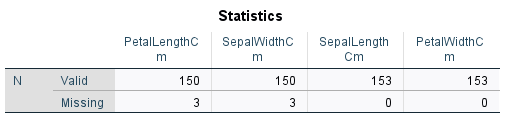 Statistics
PetalLengthC SepalWidthC SepalLength PetalWidthC
m m Cm m
N Valid 150 150 153 153
Missing 3 3 0 0